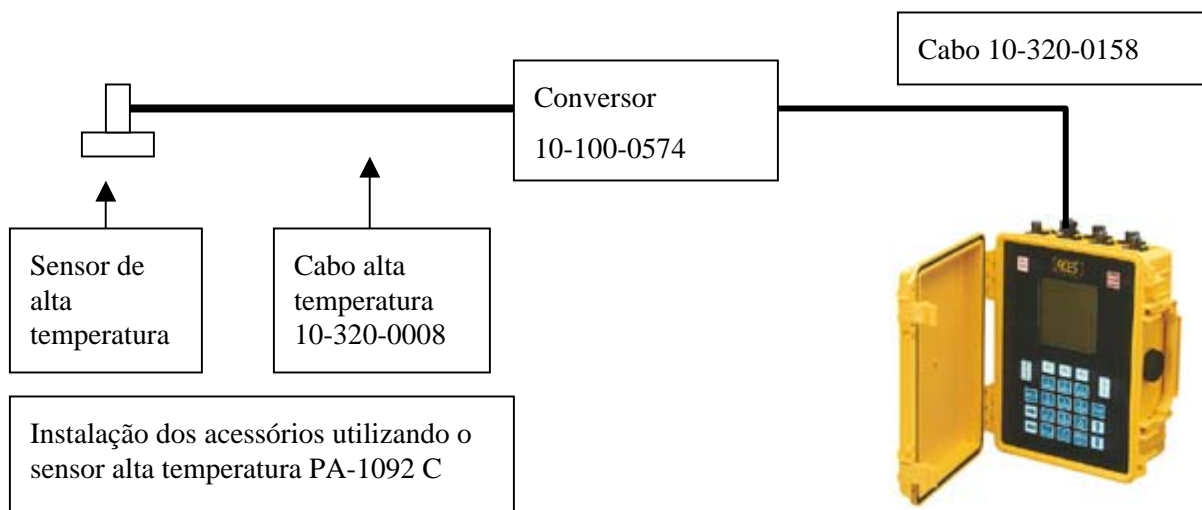 Cabo 10-320-0158
Conversor
10-100-0574
Sensor de
alta
temperatura
Cabo alta
temperatura
10-320-0008
Instalação dos acessórios utilizando o
sensor alta temperatura PA-1092 C
ACES